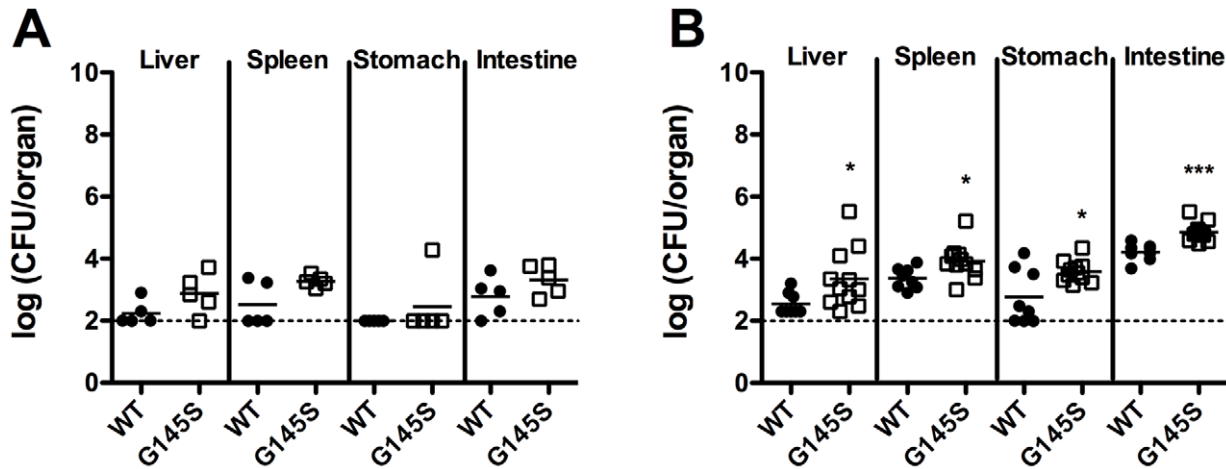 A
Liver Spleen Stomach Intestine
log (CFU/organ)
10
8
6
4
2
0
WT G145S WT G145S WT G145S WT G145S
B
Liver Spleen Stomach Intestine
log (CFU/organ)
10
8
6
4
2
0
* * * ***
WT G145S WT G145S WT G145S WT G145S